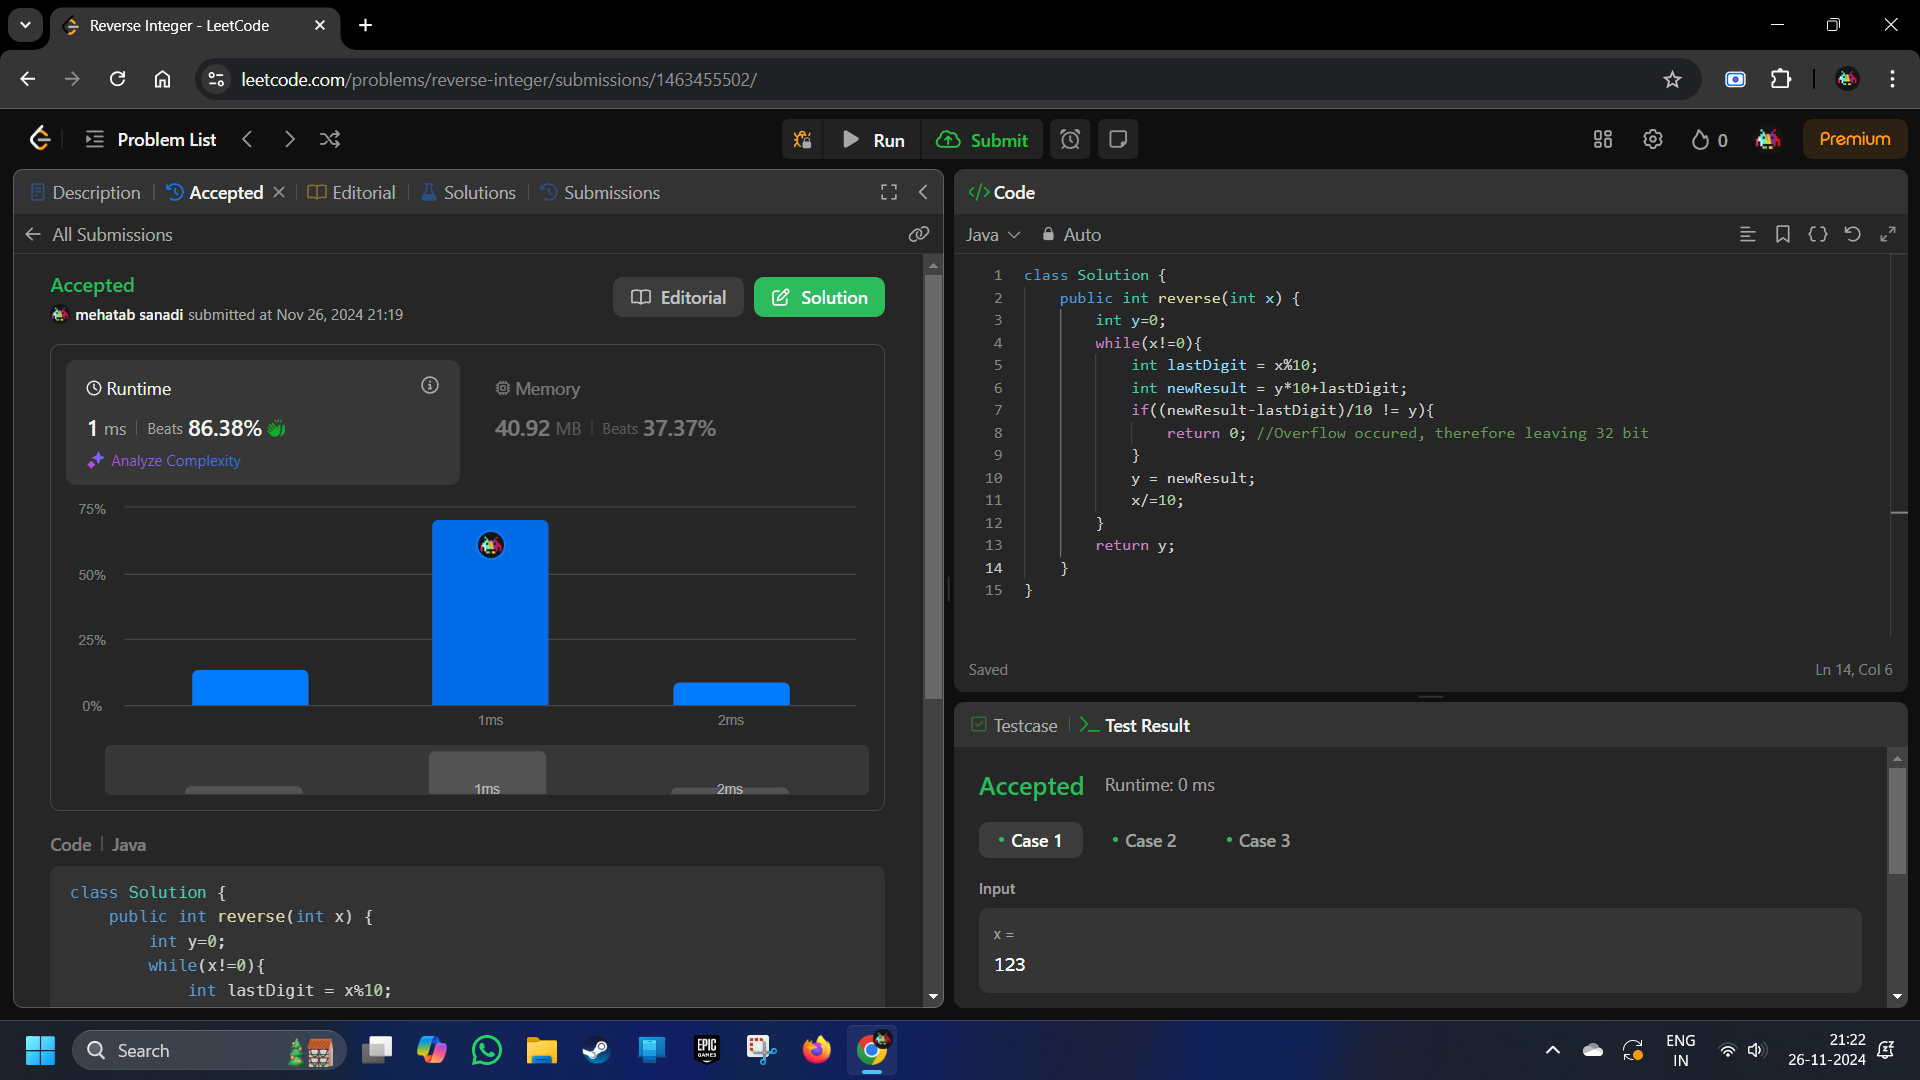 Reverse Integer - LeetCode
leetcode.com/problems/reverse-integer/submissions/1463455502/
Problem List
Run
Submit
0
Premium
Description
Accepted
Editorial
Solutions
Submissions
All Submissions
Accepted
mehatab sanadi submitted at Nov 26, 2024 21:19
Editorial
Solution
Runtime
1 ms
Beats 86.38%
Analyze Complexity
Memory
40.92 MB
Beats 37.37%
75%
50%
25%
0%
1ms
2ms
1ms
2ms
Code
Java
class Solution {
public int reverse(int x) {
int y=0;
while(x!=0){
int lastDigit = x%10;
Code
Java
Auto
1 class Solution {
2 public int reverse(int x) {
3 int y=0;
4 while(x!=0){
5 int lastDigit = x%10;
6 int newResult = y*10+lastDigit;
7 if((newResult-lastDigit)/10 != y){
8 return 0; //Overflow occured, therefore leaving 32 bit
9 }
10 y = newResult;
11 x/=10;
12 }
13 return y;
14 }
15 }
Saved
Ln 14, Col 6
Testcase
Test Result
Accepted
Runtime: 0 ms
Case 1
Case 2
Case 3
Input
x =
123
Search
EPIC
GAMES
ENG
IN
21:22
26-11-2024